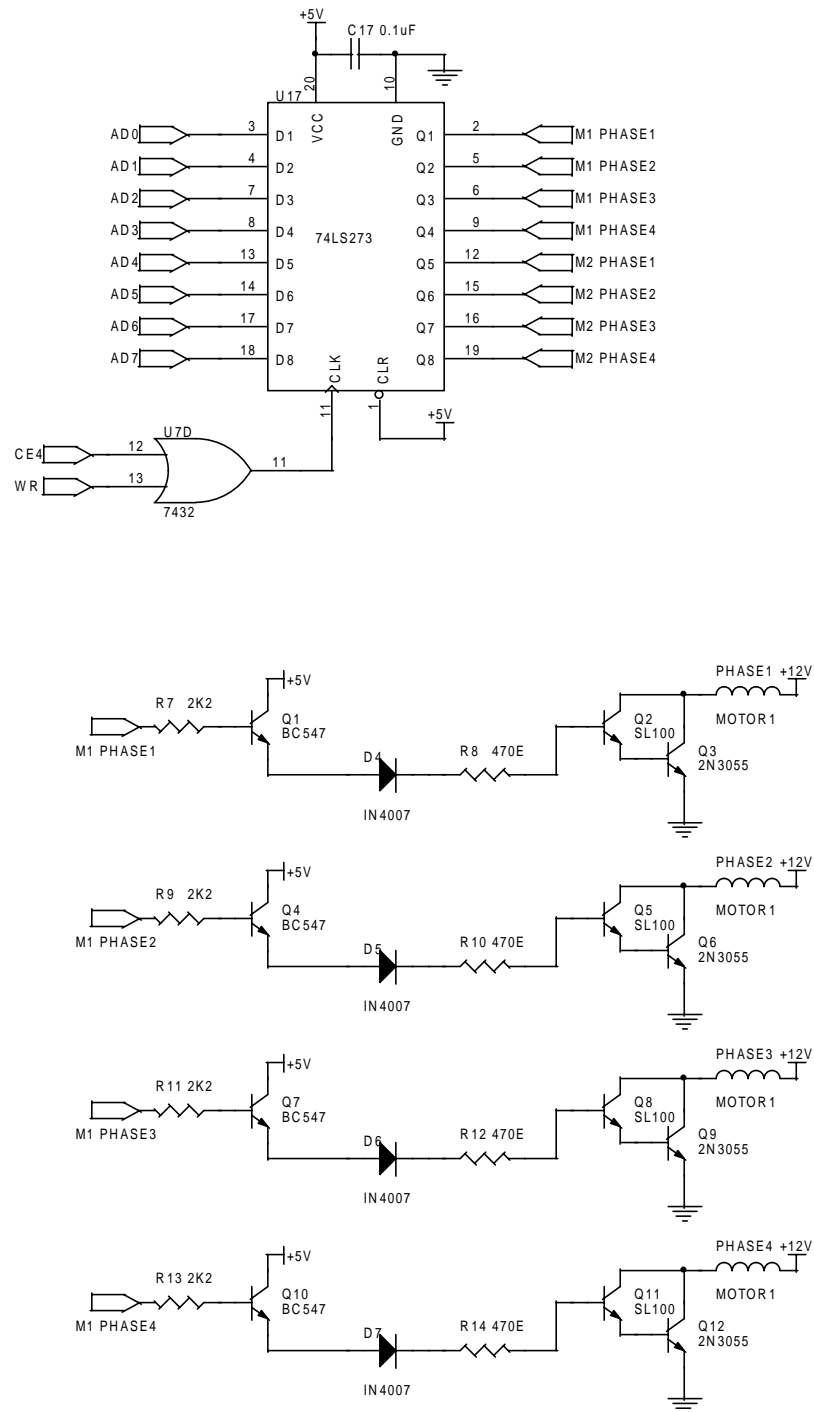 +5V
C17 0.1uF
20
10
U17
VCC
GND
AD0 3 D1 Q1 2 M1 PHASE1
AD1 4 D2 Q2 5 M1 PHASE2
AD2 7 D3 Q3 6 M1 PHASE3
AD3 8 D4 Q4 9 M1 PHASE4
74LS273
AD4 13 D5 Q5 12 M2 PHASE1
AD5 14 D6 Q6 15 M2 PHASE2
AD6 17 D7 Q7 16 M2 PHASE3
AD7 18 D8 Q8 19 M2 PHASE4
CLK
CLR
11
1
+5V
U7D
CE4 12
11
WR 13
7432
PHASE1 +12V
+5V
R7 2K2
Q1
BC547
Q2
SL100
MOTOR1
M1 PHASE1
D4
R8 470E
Q3
2N3055
IN4007
PHASE2 +12V
+5V
R9 2K2
Q4
BC547
Q5
SL100
MOTOR1
M1 PHASE2
D5
R10 470E
Q6
2N3055
IN4007
PHASE3 +12V
+5V
R11 2K2
Q7
BC547
Q8
SL100
MOTOR1
M1 PHASE3
D6
R12 470E
Q9
2N3055
IN4007
PHASE4 +12V
+5V
R13 2K2
Q10
BC547
Q11
SL100
MOTOR1
M1 PHASE4
D7
R14 470E
Q12
2N3055
IN4007